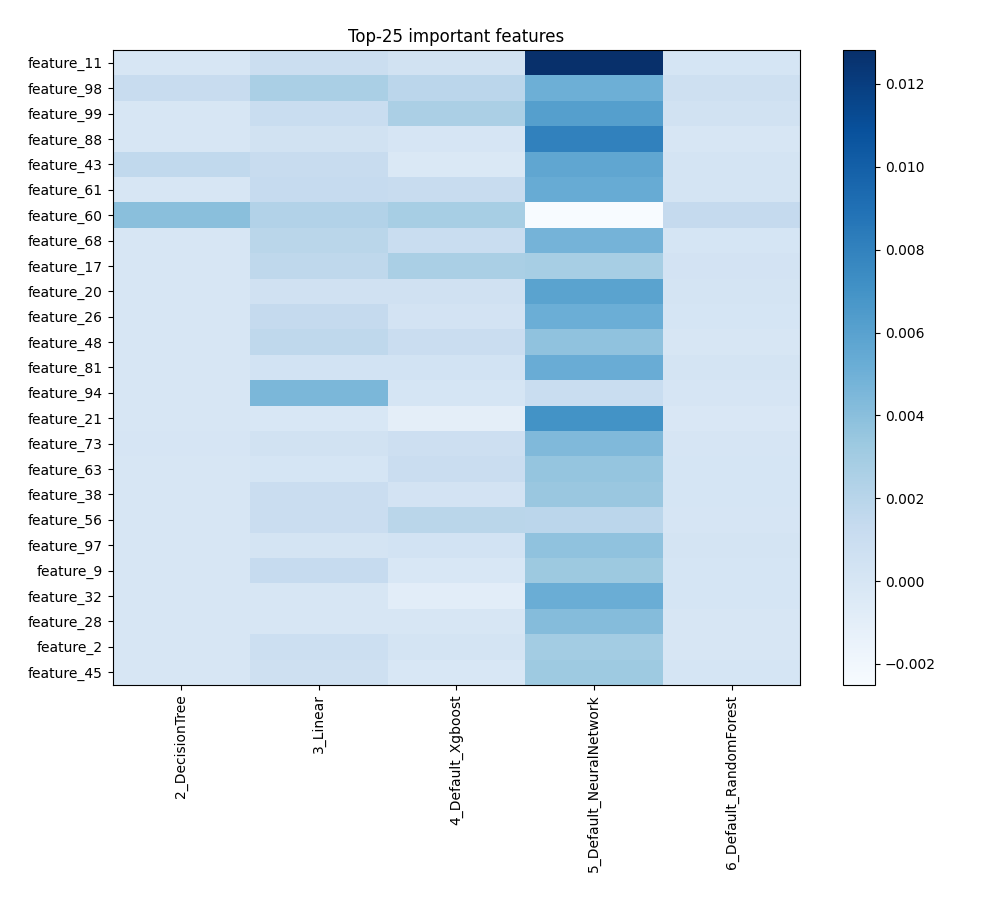 Top-25 important features
feature_11
feature_98
feature_99
feature_88
feature_43
feature_61
feature_60
feature_68
feature_17
feature_20
feature_26
feature_48
feature_81
feature_94
feature_21
feature_73
feature_63
feature_38
feature_56
feature_97
feature_9
feature_32
feature_28
feature_2
feature_45
2_DecisionTree
3_Linear
4_Default_Xgboost
5_Default_NeuralNetwork
6_Default_RandomForest
0.012
0.010
0.008
0.006
0.004
0.002
0.000
−0.002